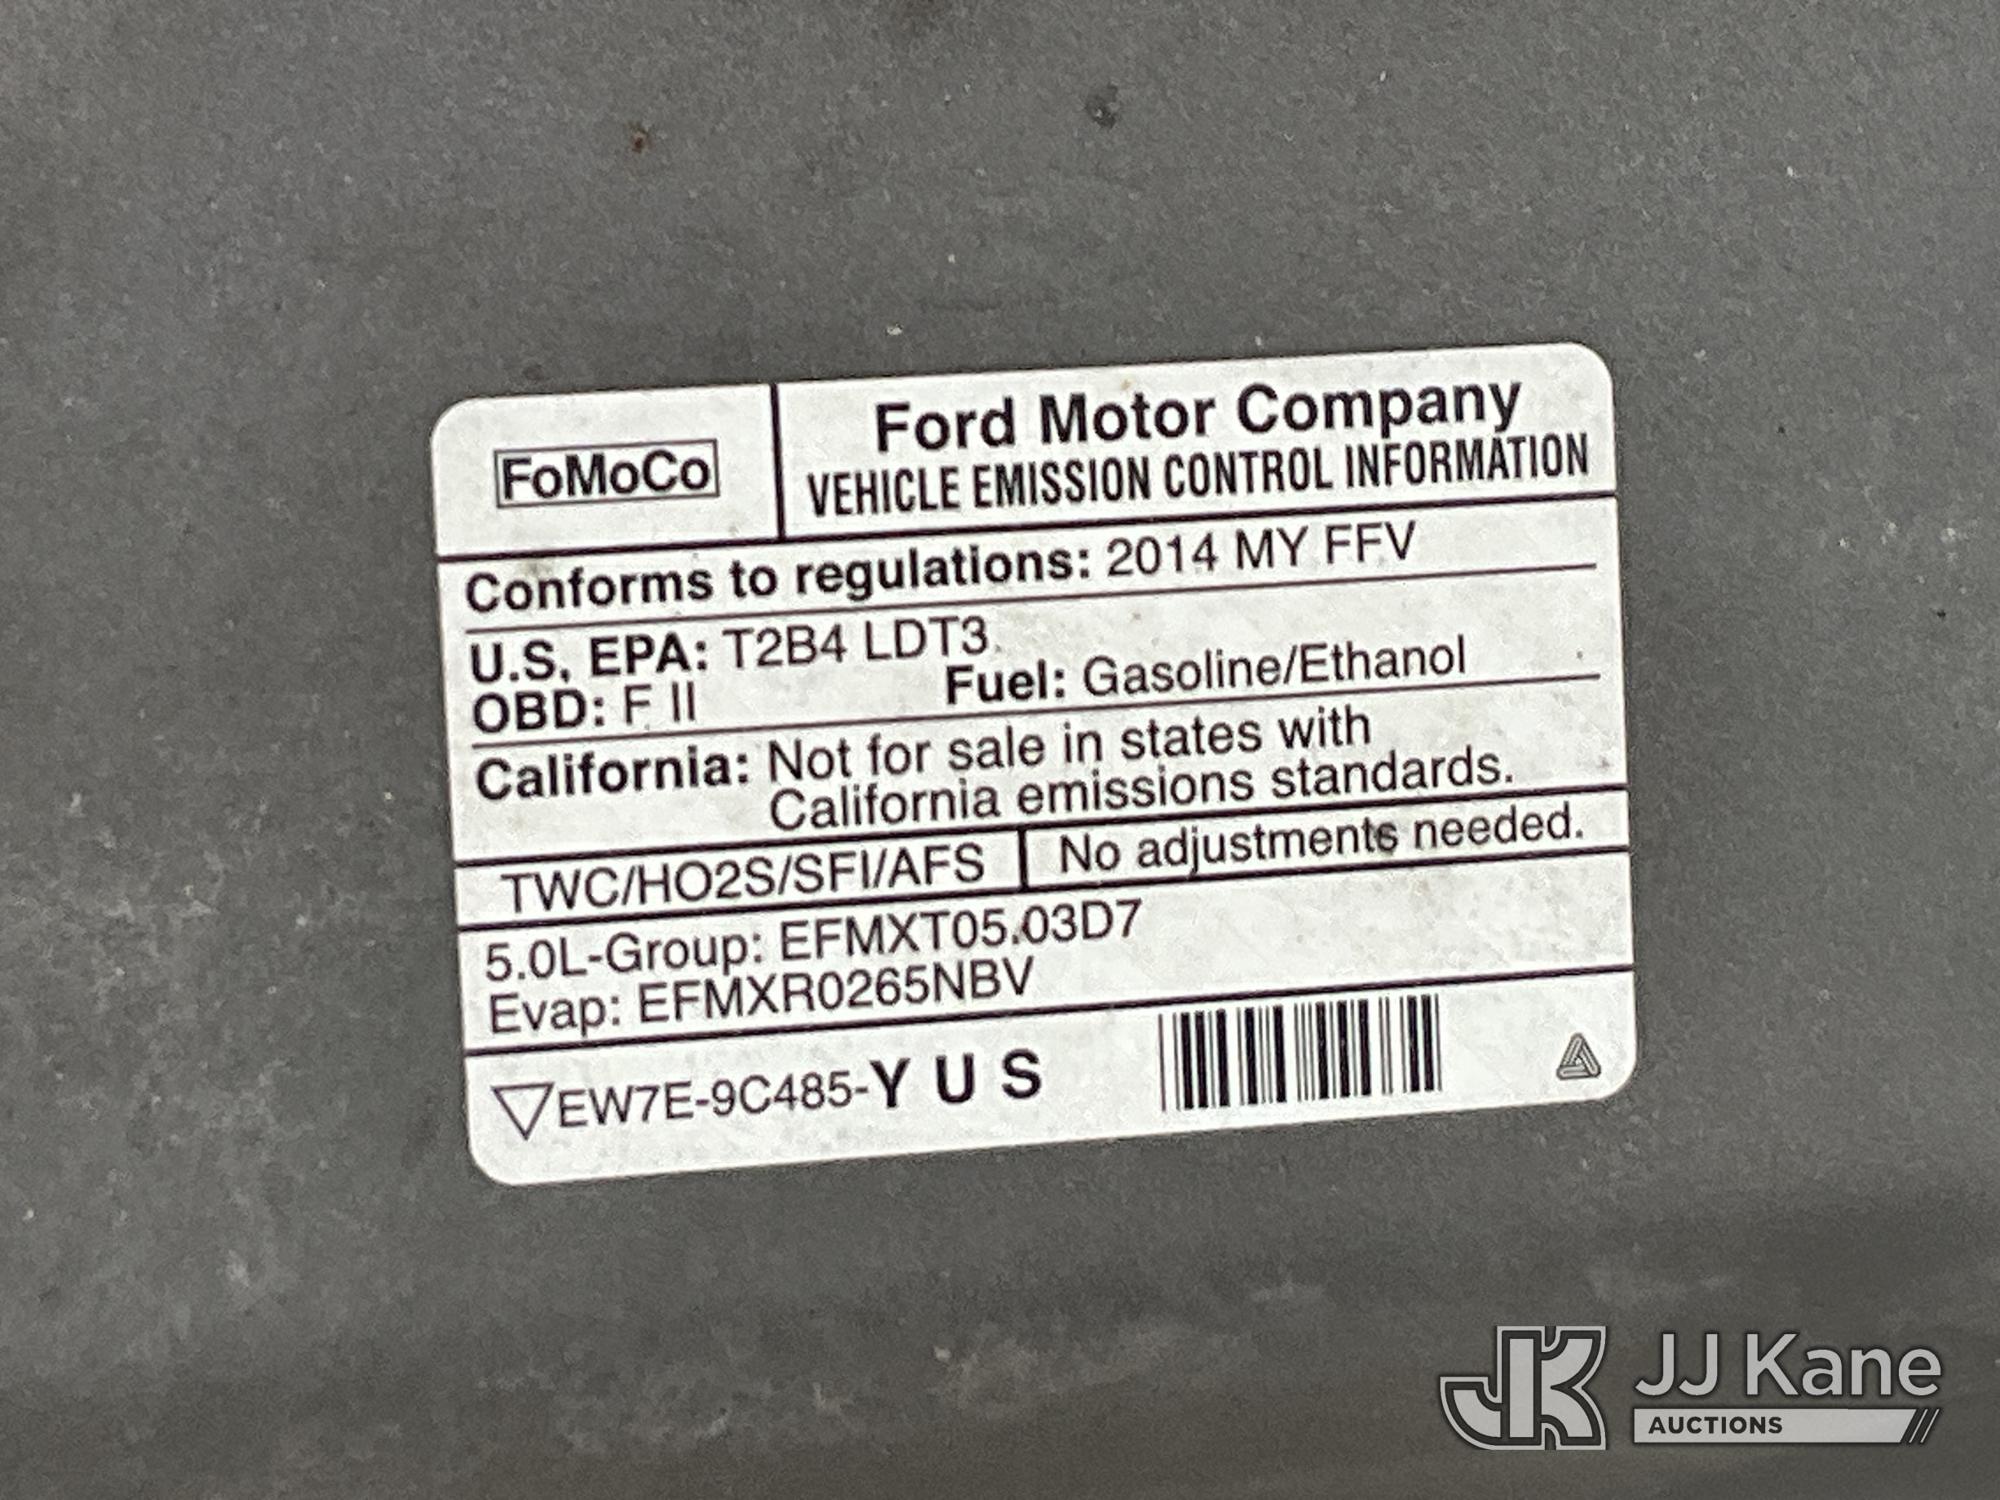 FoMoCo
Ford Motor Company
VEHICLE EMISSION CONTROL INFORMATION
Conforms to regulations: 2014 MY FFV
U.S. EPA: T2B4 LDT3
OBD: F II Fuel: Gasoline/Ethanol
California: Not for sale in states with
California emissions standards.
TWC/HO2S/SFI/AFS No adjustments needed.
5.0L-Group: EFMXT05.03D7
Evap: EFMXR0265NBV
EW7E-9C485-Y U S
JK JJ Kane
AUCTIONS